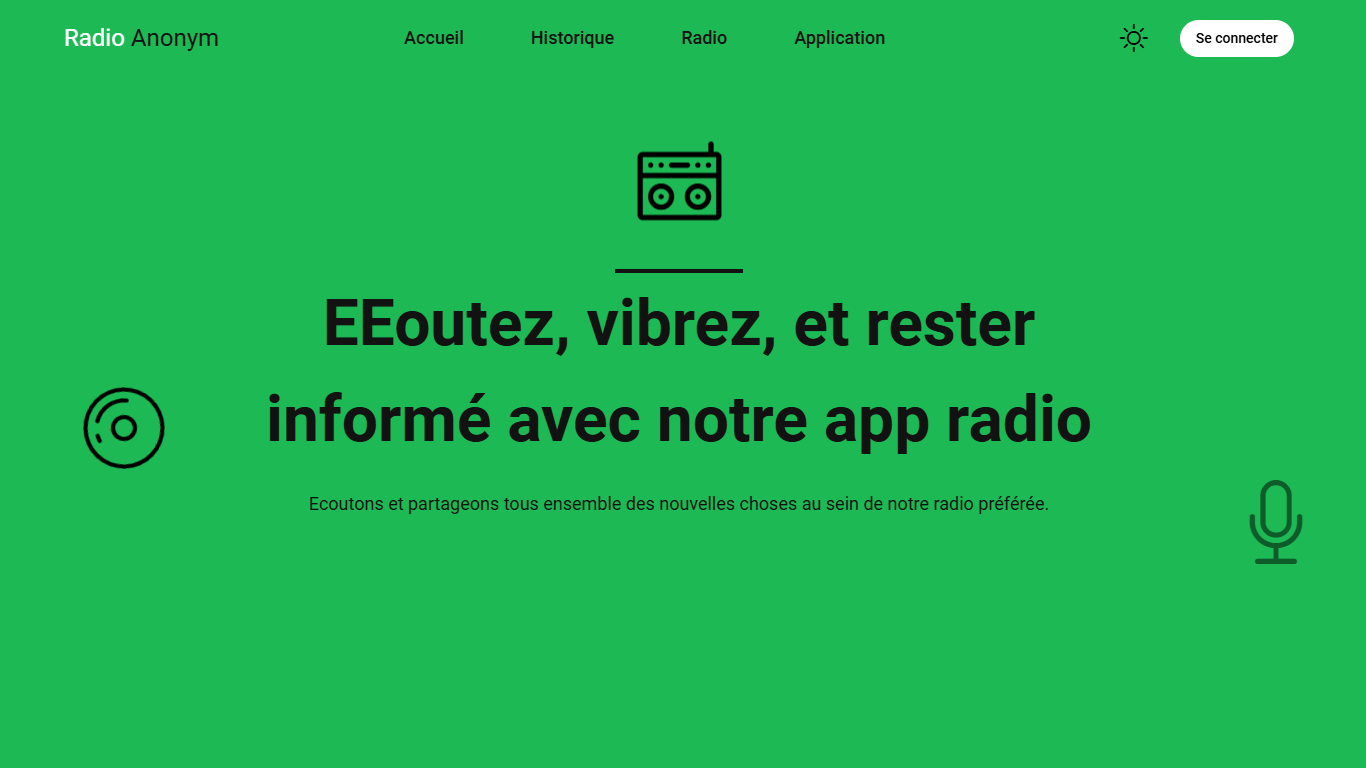 Radio Anonym
Accueil
Historique
Radio
Application
Se connecter
EEoutez, vibrez, et rester
informé avec notre app radio
Ecoutons et partageons tous ensemble des nouvelles choses au sein de notre radio préférée.